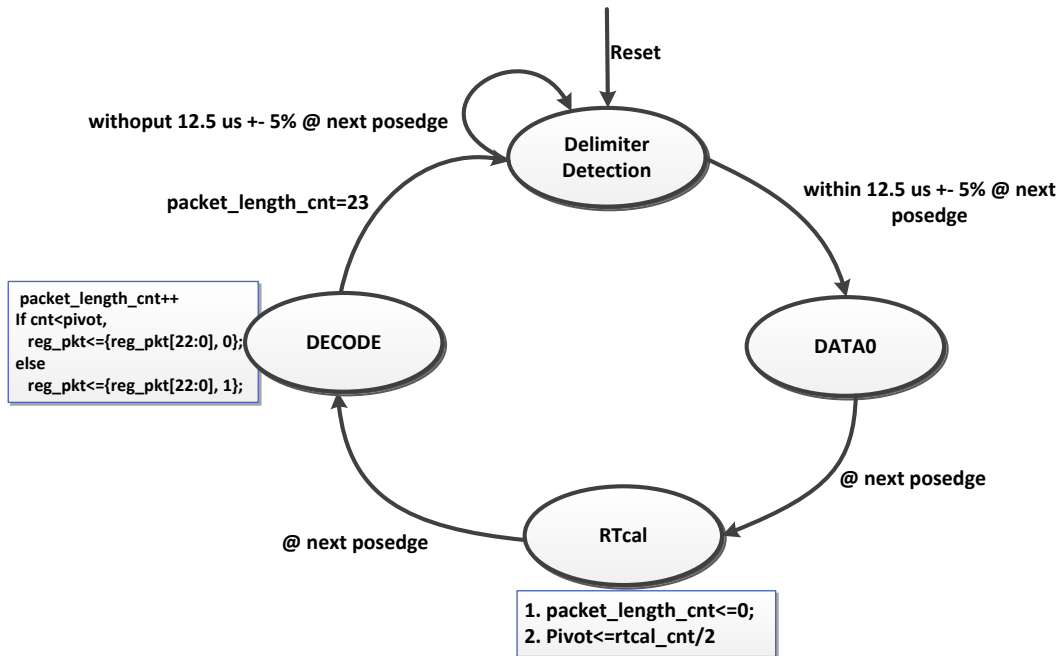 Reset
withoput 12.5 us +- 5% @ next posedge
Delimiter
Detection
within 12.5 us +- 5% @ next
posedge
packet_length_cnt=23
packet_length_cnt++
If cnt<pivot,
reg_pkt<={reg_pkt[22:0], 0};
else
reg_pkt<={reg_pkt[22:0], 1};
DECODE
DATA0
@ next posedge
@ next posedge
RTcal
1. packet_length_cnt<=0;
2. Pivot<=rtcal_cnt/2